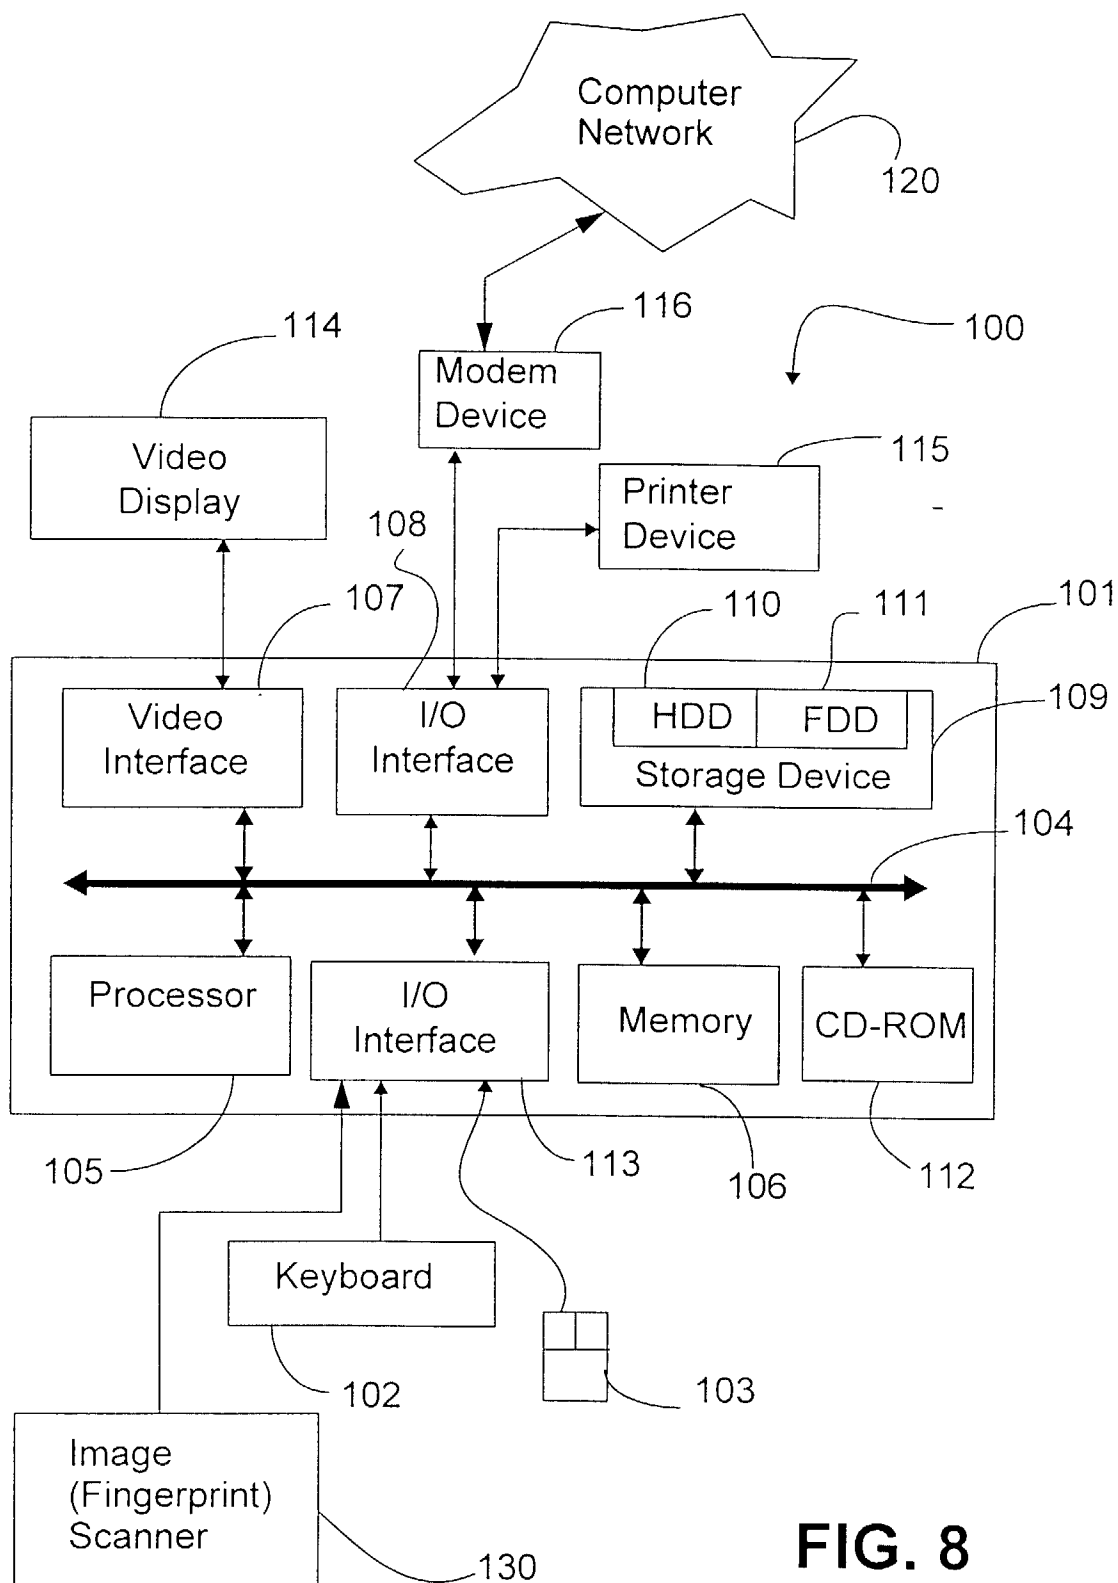 Computer
Network
120
116
100
114
Modem
Device
115
Video
Display
Printer
Device
108
107
110
111
101
Video
Interface
I/O
Interface
HDD
FDD
109
Storage Device
104
Processor
I/O
Interface
Memory
CD-ROM
105
113
106
112
Keyboard
102
103
Image
(Fingerprint)
Scanner
130
FIG. 8